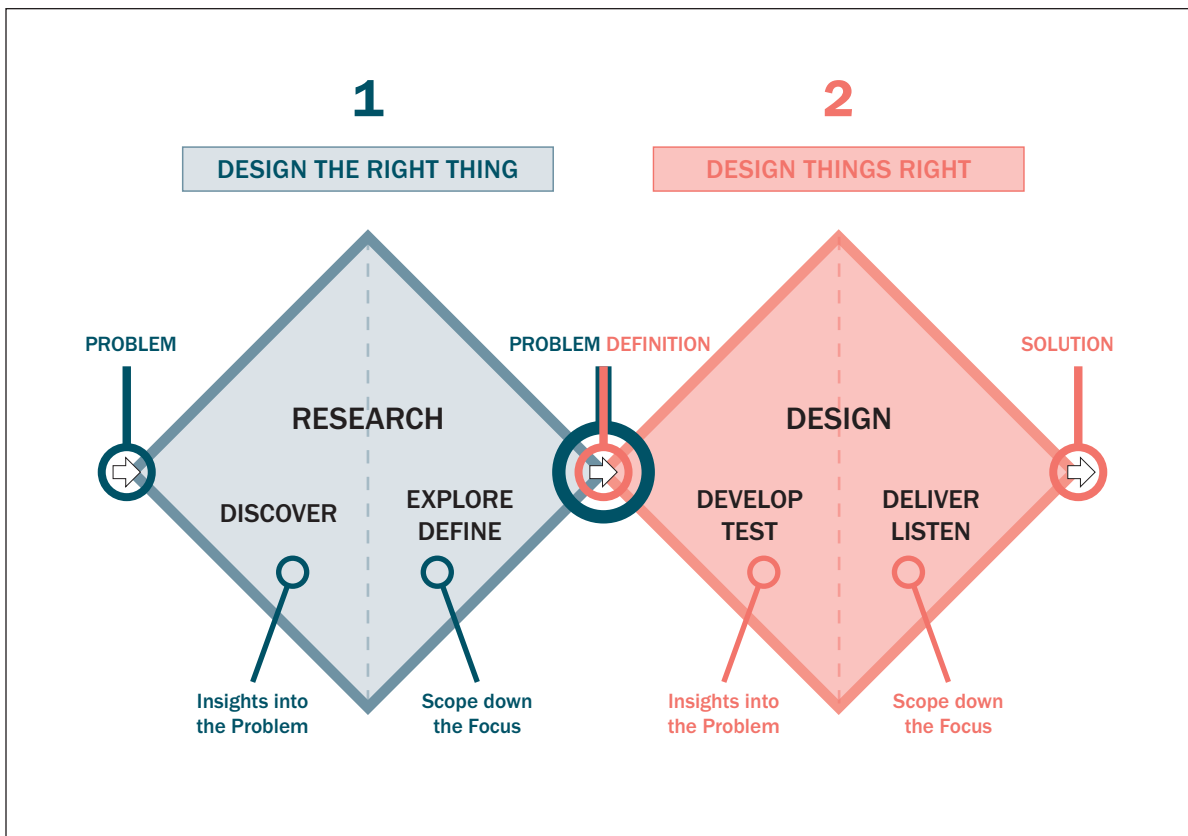 1
DESIGN THE RIGHT THING
2
DESIGN THINGS RIGHT
PROBLEM
PROBLEM DEFINITION
SOLUTION
RESEARCH
DISCOVER
EXPLORE
DEFINE
DESIGN
DEVELOP
TEST
DELIVER
LISTEN
Insights into
the Problem
Scope down
the Focus
Insights into
the Problem
Scope down
the Focus